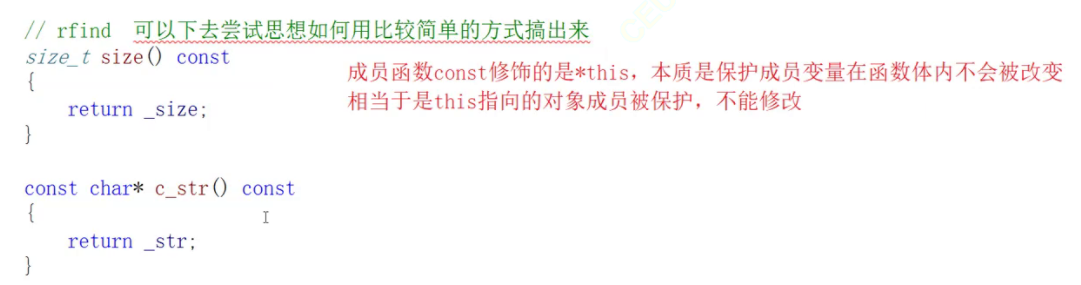 // rfind  可以下去尝试思想如何用比较简单的方式搞出来
size_t size() const
{
成员函数const修饰的是*this，本质是保护成员变量在函数体内不会被改变
相当于是this指向的对象成员被保护，不能修改
    return _size;
}
const char* c_str() const
{
    return _str;
}